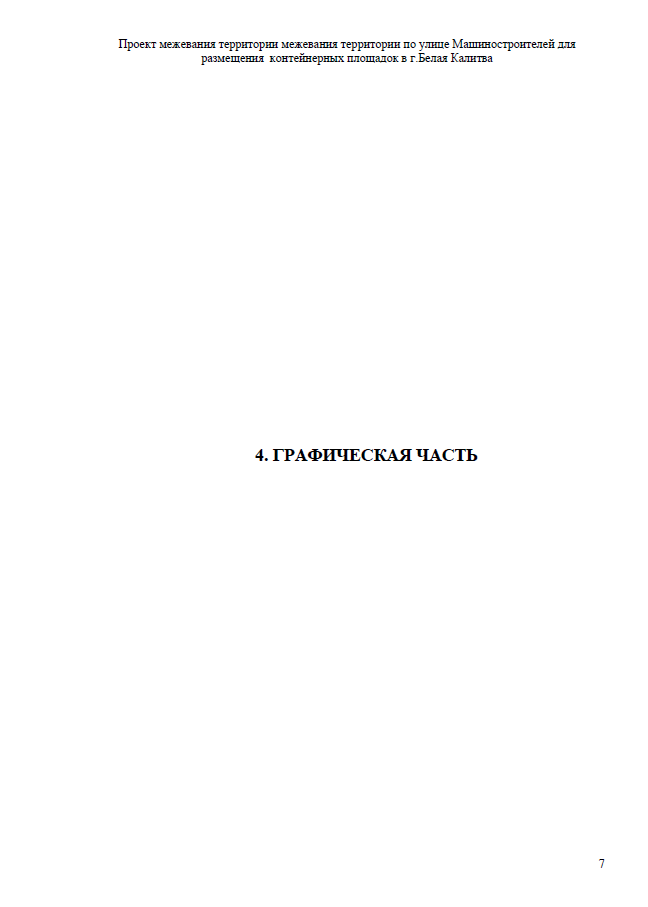 Проект межевания территории межевания территории по улице Машиностроителей для
размещения  контейнерных площадок в г.Белая Калитва
4. ГРАФИЧЕСКАЯ ЧАСТЬ
7